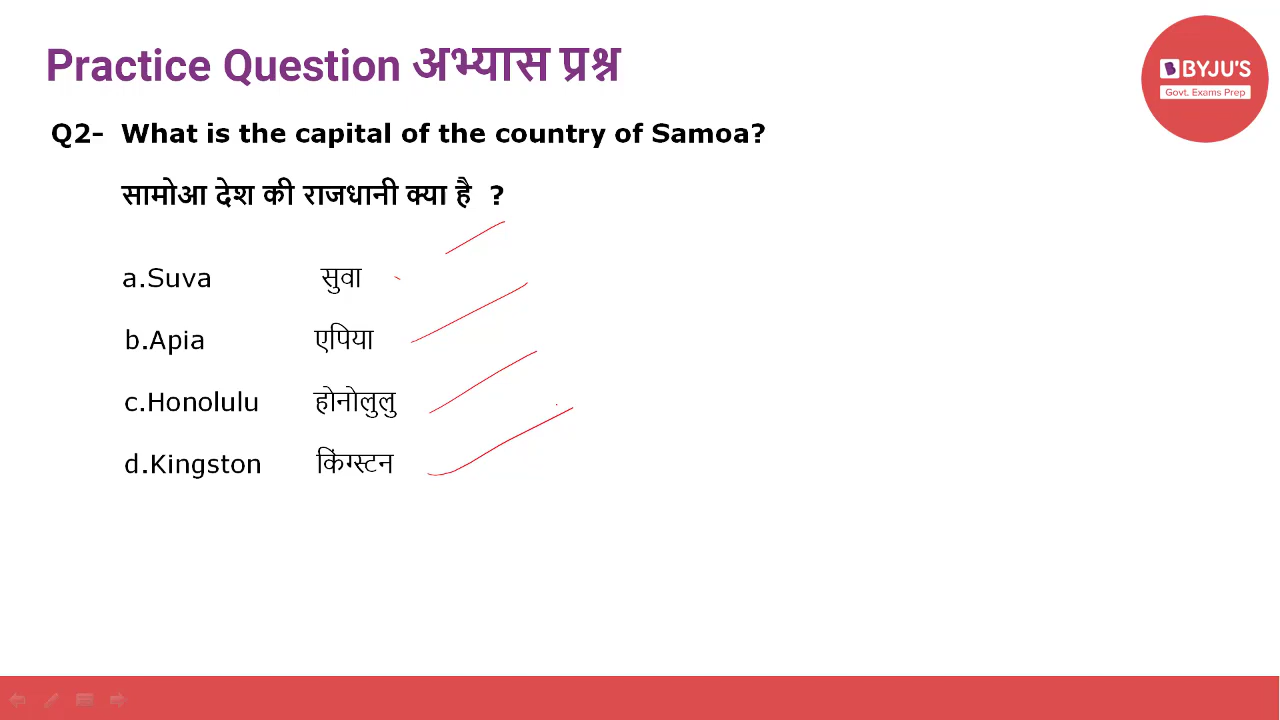 Practice Question अभ्यास प्रश्न
BYJU'S
Govt. Exams Prep
Q2- What is the capital of the country of Samoa?
सामोआ देश की राजधानी क्या है ?
a.Suva सुवा
b.Apia एपिया
c.Honolulu होनोलुलु
d.Kingston किंग्स्टन